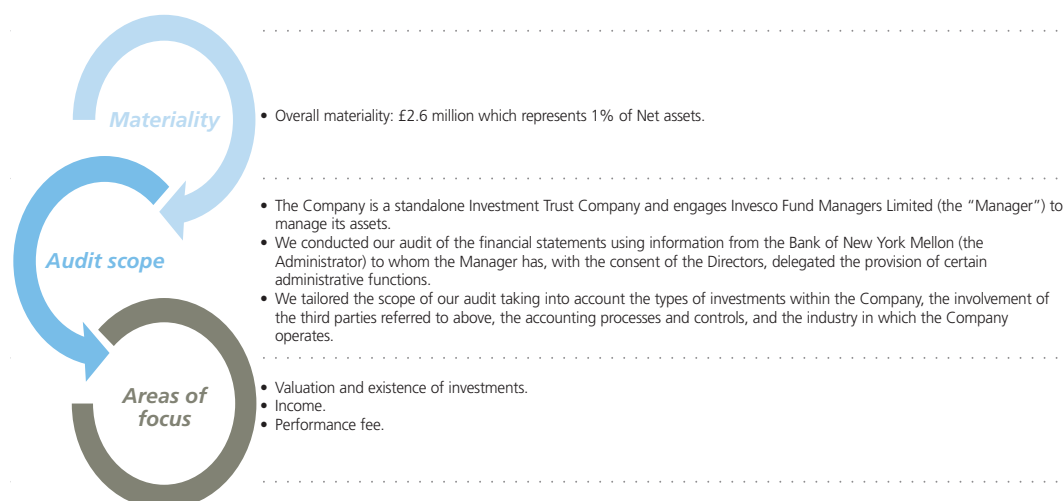 Materiality
• Overall materiality: £2.6 million which represents 1% of Net assets.
Audit scope
• The Company is a standalone Investment Trust Company and engages Invesco Fund Managers Limited (the “Manager”) to
manage its assets.
• We conducted our audit of the financial statements using information from the Bank of New York Mellon (the
Administrator) to whom the Manager has, with the consent of the Directors, delegated the provision of certain
administrative functions.
• We tailored the scope of our audit taking into account the types of investments within the Company, the involvement of
the third parties referred to above, the accounting processes and controls, and the industry in which the Company
operates.
Areas of
focus
• Valuation and existence of investments.
• Income.
• Performance fee.